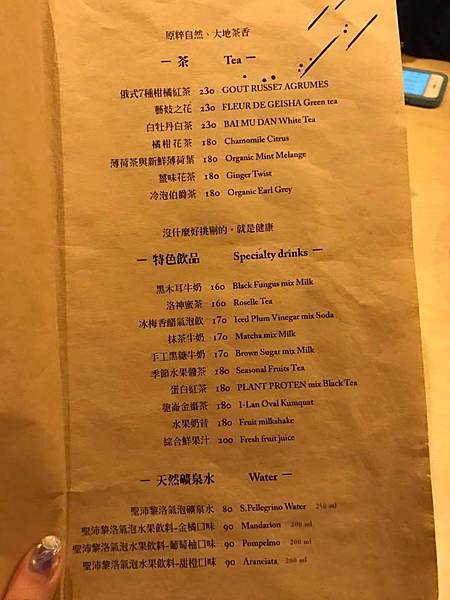 原粹自然、大地茶香
— 茶 Tea —
俄式7種柑橘紅茶 230 GOUT RUSSE7 AGRUMES
藝妓之花 230 FLEUR DE GEISHA Green tea
白牡丹白茶 230 BAI MU DAN White Tea
橘柑花茶 180 Chamomile Citrus
薄荷茶與新鮮薄荷葉 180 Organic Mint Melange
薑味花茶 180 Ginger Twist
冷泡伯爵茶 180 Organic Earl Grey
沒什麼好挑剔的，就是健康
— 特色飲品 Specialty drinks —
黑木耳牛奶 160 Black Fungus mix Milk
洛神蜜茶 160 Roselle Tea
冰梅香醋氣泡飲 170 Iced Plum Vinegar mix Soda
抹茶牛奶 170 Matcha mix Milk
手工黑糖牛奶 170 Brown Sugar mix Milk
季節水果醬茶 180 Seasonal Fruits Tea
蛋白紅茶 180 PLANT PROTEN mix Black Tea
金棗茶 180 I-Lan Oval Kumquat
水果奶昔 180 Fruit milkshake
綜合鮮果汁 200 Fresh fruit juice
— 天然礦泉水 Water —
聖沛黎洛氣泡礦泉水 80 S.Pellegrino Water 250 ml
聖沛黎洛氣泡水果飲料-金橘口味 90 Mandarion 200 ml
聖沛黎洛氣泡水果飲料-葡萄柚口味 90 Pompelmo 200 ml
聖沛黎洛氣泡水果飲料-甜橙口味 90 Aranciata 200 ml